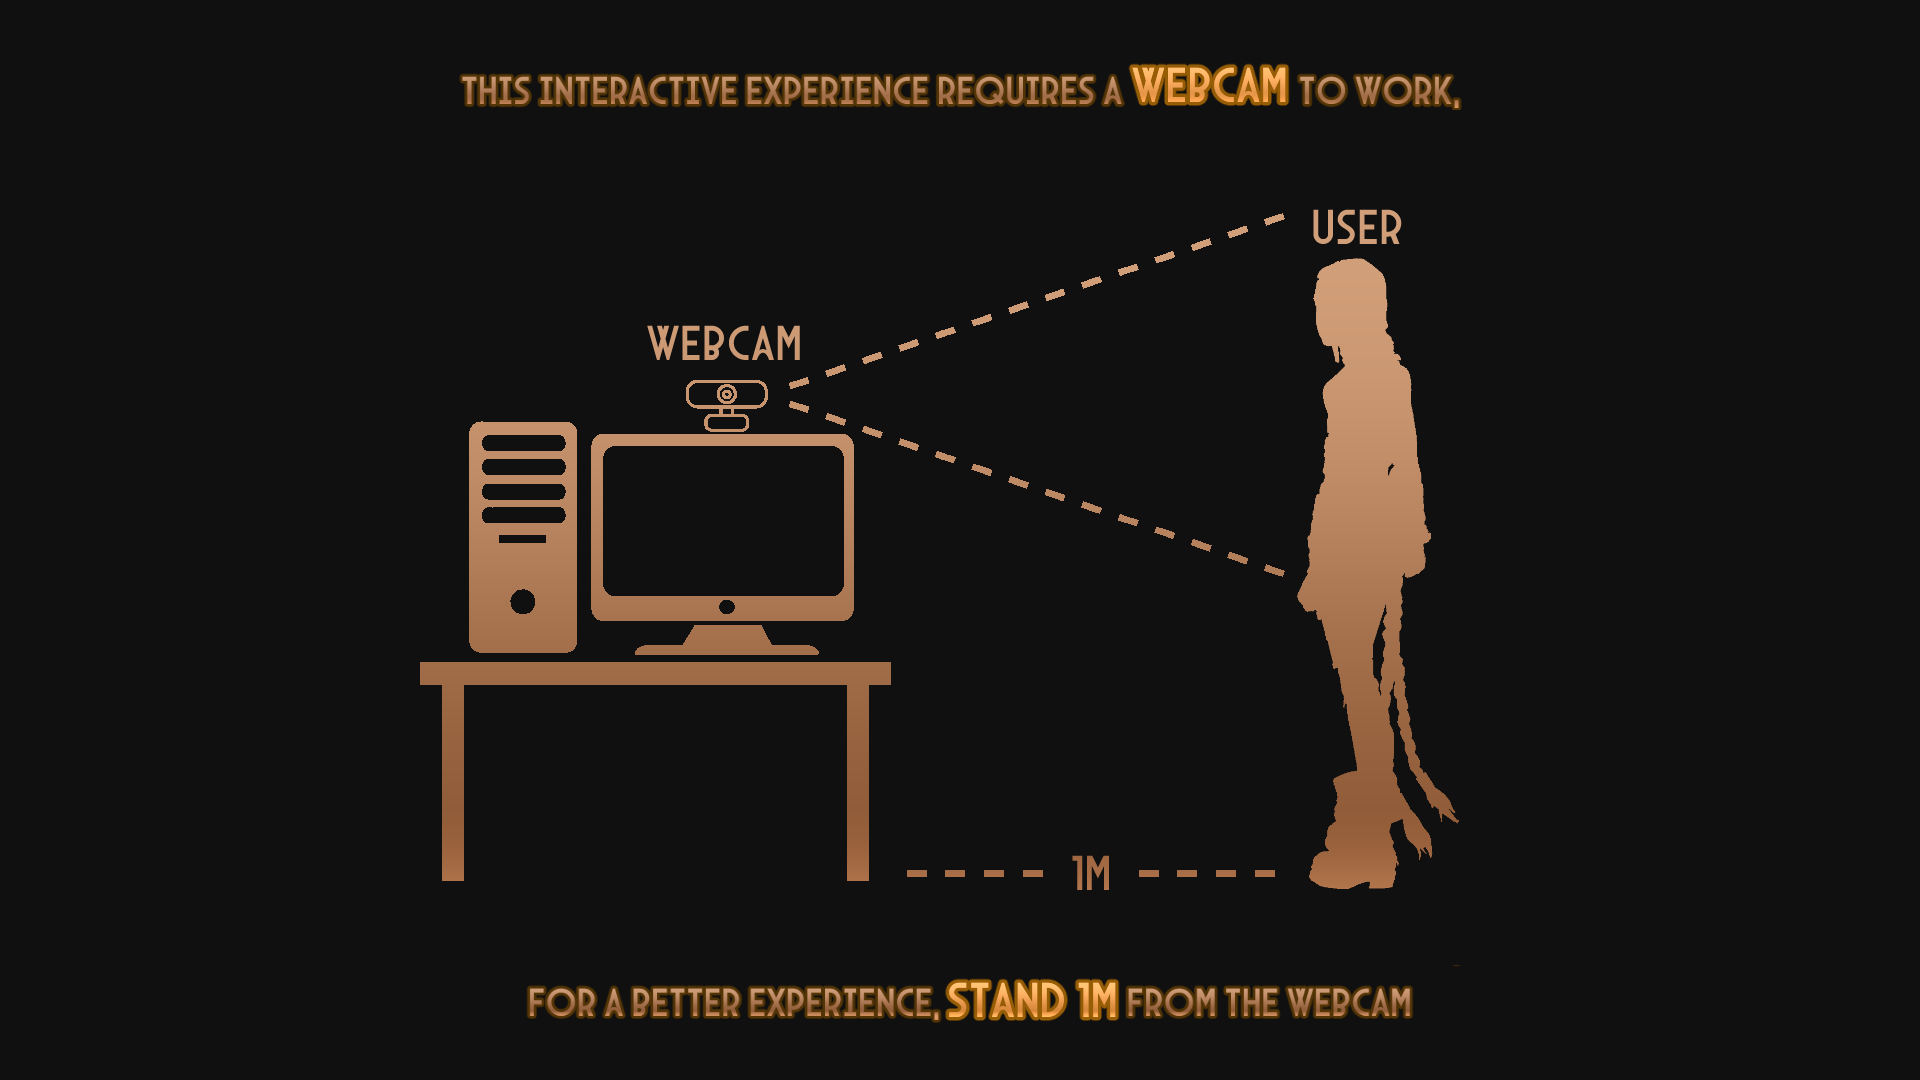 THIS INTERACTIVE EXPERIENCE REQUIRES A WEBCAM TO WORK,
USER
WEBCAM
1M
FOR A BETTER EXPERIENCE, STAND 1M FROM THE WEBCAM